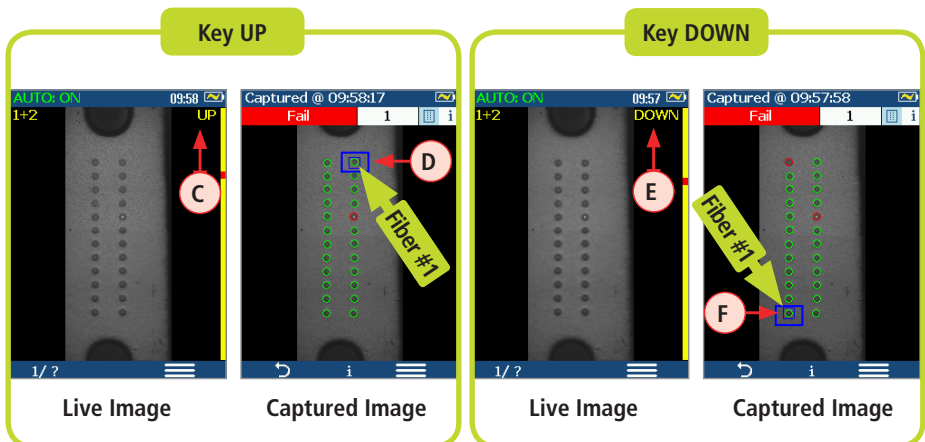 Key UP
AUTO: ON 09:58
1+2 UP
C
1/ ?
Live Image
Captured @ 09:58:17
Fail 1 i
D
Fiber #1
i
Captured Image
Key DOWN
AUTO: ON 09:57
1+2 DOWN
E
1/ ?
Live Image
Captured @ 09:57:58
Fail 1 i
Fiber #1
F
i
Captured Image